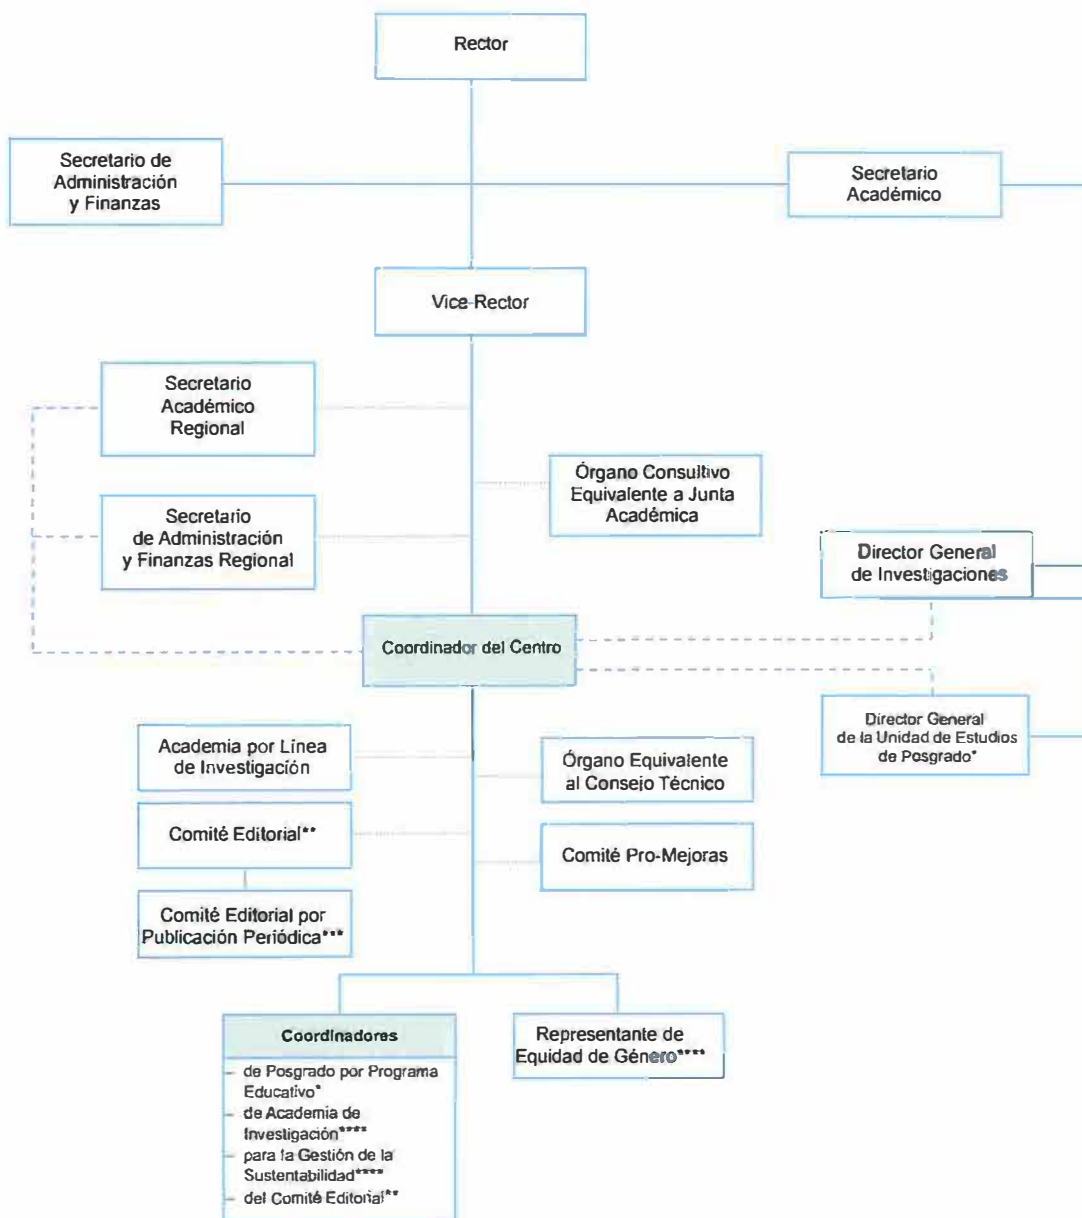 Rector
Secretario de
Administración
y Finanzas
Secretario
Académico
Vice-Rector
Secretario
Académico
Regional
Órgano Consultivo
Equivalente a Junta
Académica
Secretario
de Administración
y Finanzas Regional
Director General
de Investigaciones
Coordinador del Centro
Director General
de la Unidad de Estudios
de Posgrado*
Academia por Línea
de Investigación
Órgano Equivalente
al Consejo Técnico
Comité Editorial**
Comité Pro-Mejoras
Comité Editorial por
Publicación Periódica***
Coordinadores
– de Posgrado por Programa
Educativo*
– de Academia de
Investigación****
– para la Gestión de la
Sustentabilidad****
– del Comité Editorial**
Representante de
Equidad de Género****